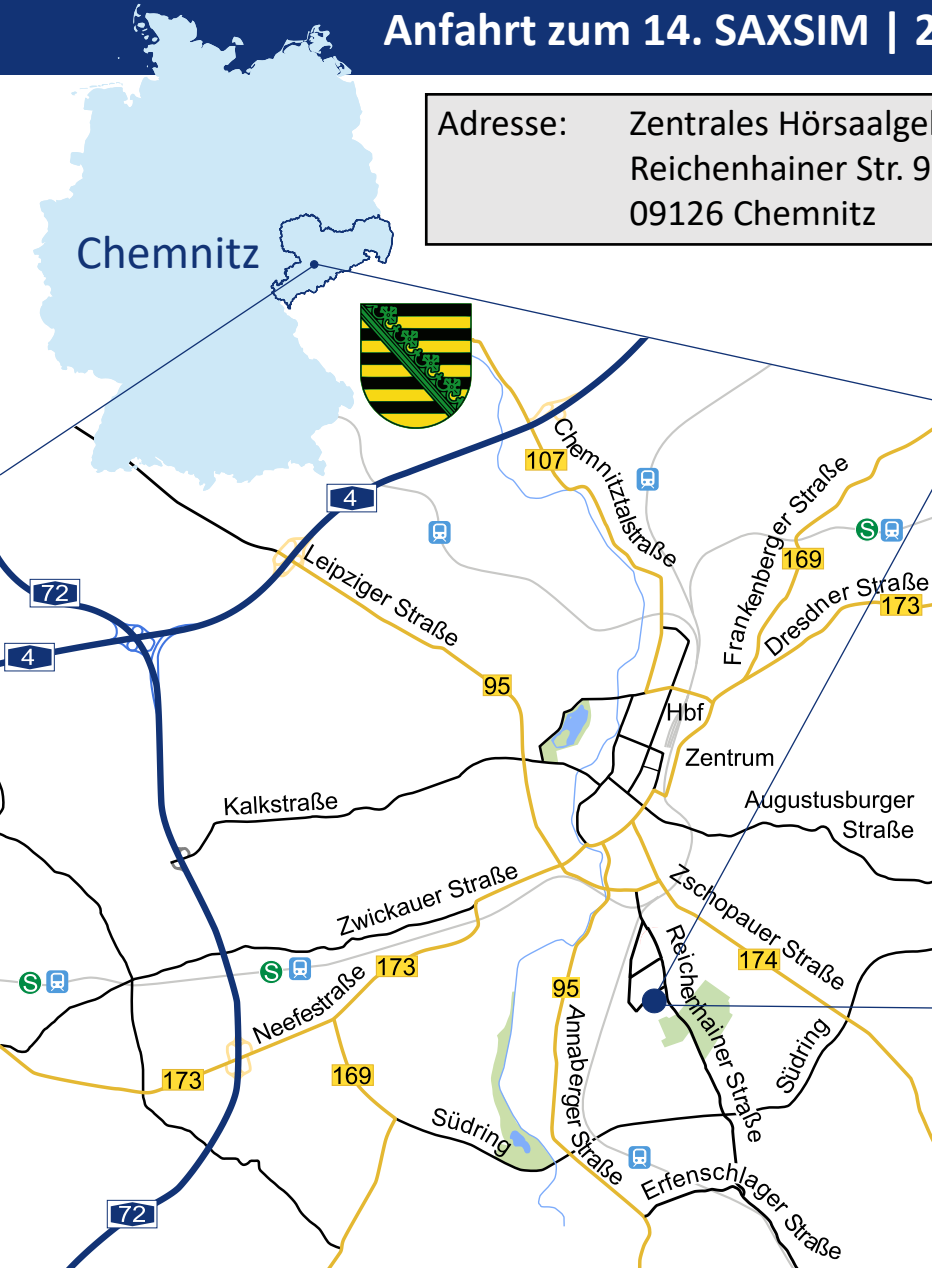 Anfahrt zum 14. SAXSIM | 2
Adresse:
Zentrales
Reichenhainer Str. 9
09126 Chemnitz
Chemnitz
Chemnitztalstraße
107
4
Frankenberger Straße
S
169
Leipziger Straße
Dresdner Straße
173
72
4
95
Hbf
Zentrum
Kalkstraße
Augustusburger
Straße
Zwickauer Straße
Zschopauer Straße
Reichenhainer Straße
174
173
S
S
95
Neefestraße
Annaberger Straße
Südring
173
169
Südring
Erfenschlager Straße
72